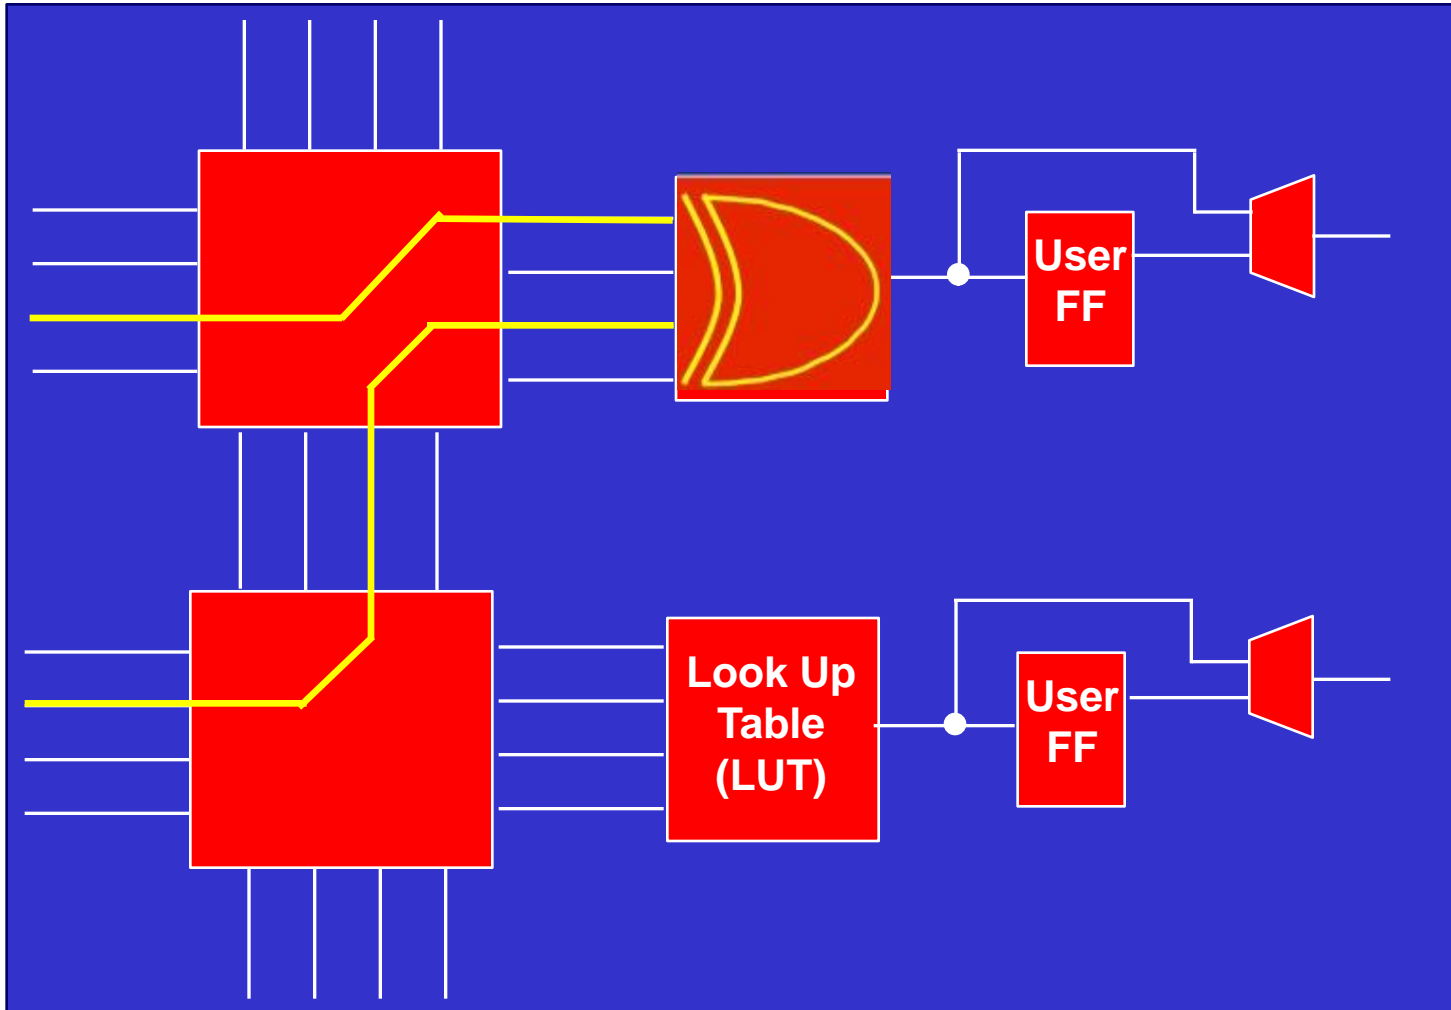 User
FF
Look Up
Table
(LUT)
User
FF